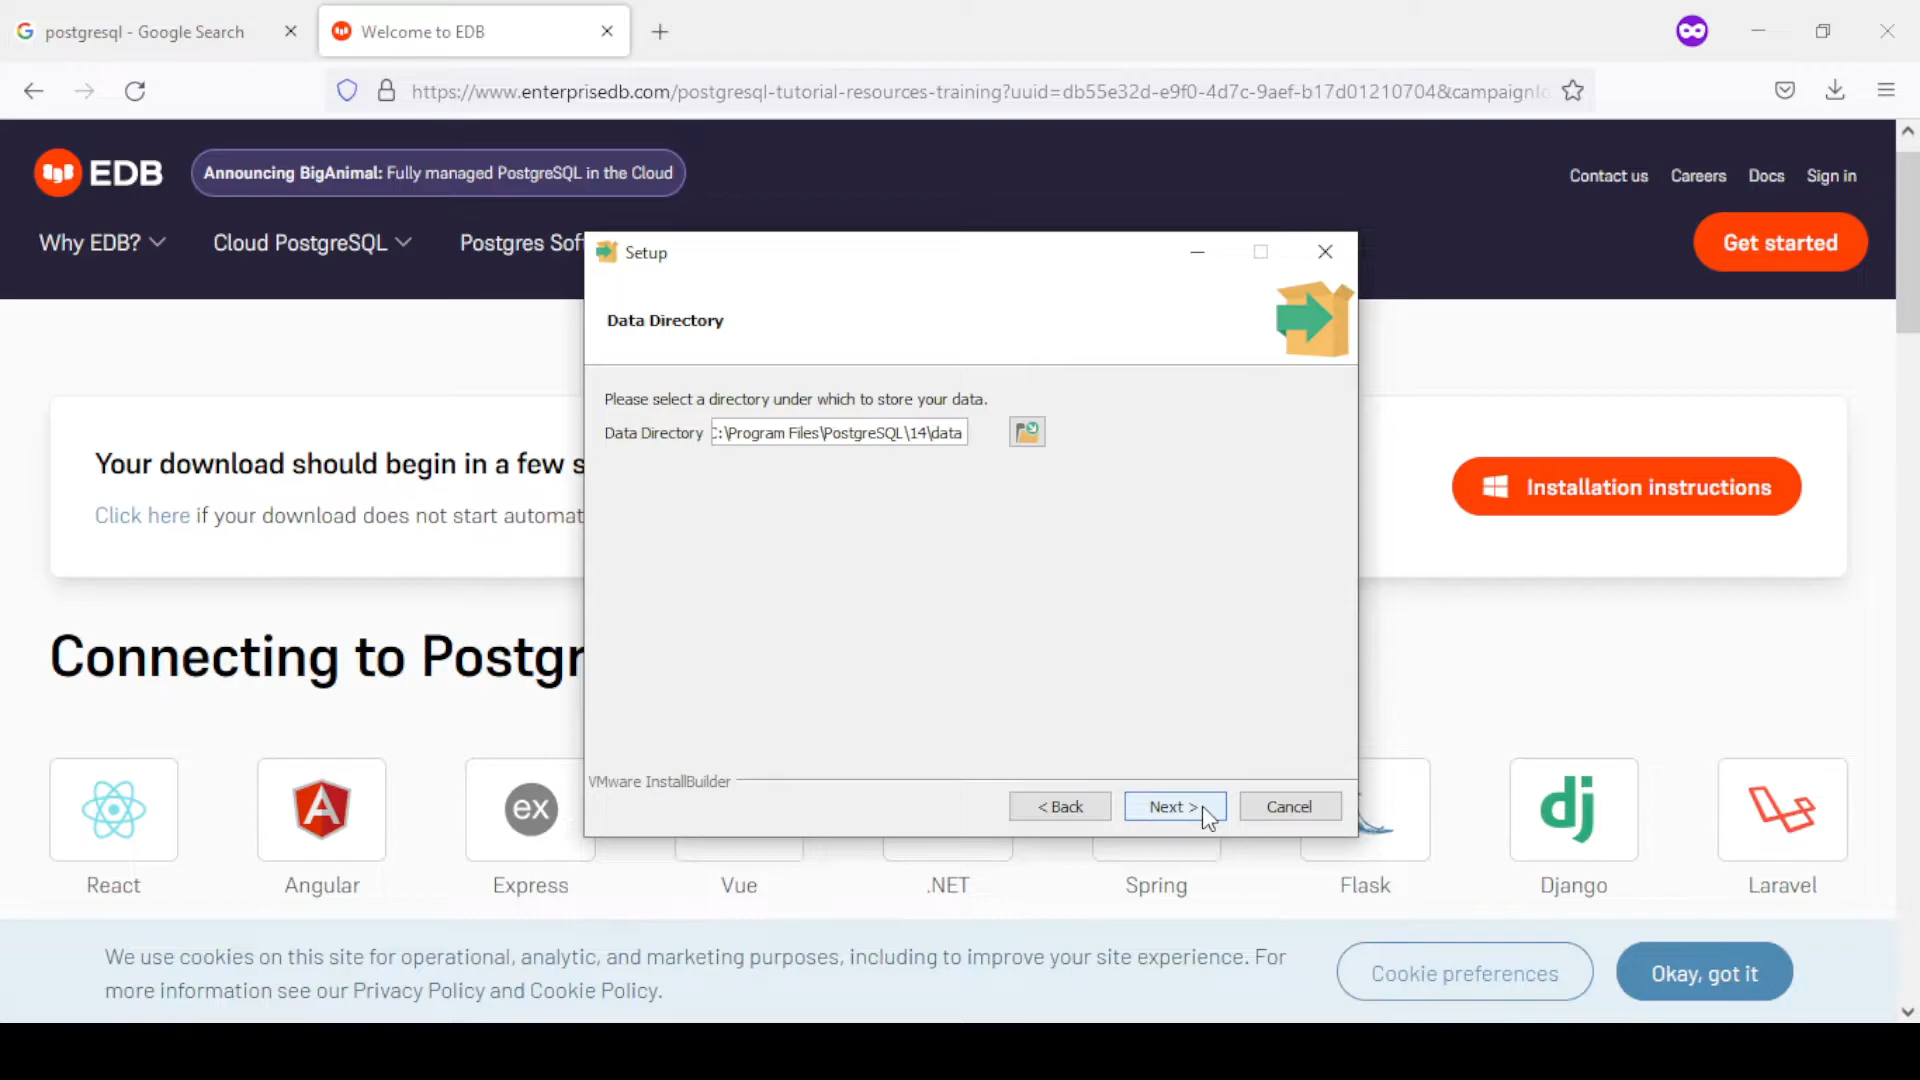 postgresql - Google Search
Welcome to EDB
https://www.enterprisedb.com/postgresql-tutorial-resources-training?uuid=db55e32d-e9f0-4d7c-9aef-b17d01210704&campaignId
EDB
Announcing BigAnimal: Fully managed PostgreSQL in the Cloud
Contact us Careers Docs Sign in
Why EDB? Cloud PostgreSQL Postgres Sof
Get started
Setup
Data Directory
Please select a directory under which to store your data.
Data Directory C:\Program Files\PostgreSQL\14\data
VMware InstallBuilder
< Back Next > Cancel
Your download should begin in a few s
Click here if your download does not start automat
Installation instructions
Connecting to Postgr
ex
dj
React Angular Express Vue .NET Spring Flask Django Laravel
We use cookies on this site for operational, analytic, and marketing purposes, including to improve your site experience. For
more information see our Privacy Policy and Cookie Policy.
Cookie preferences
Okay, got it